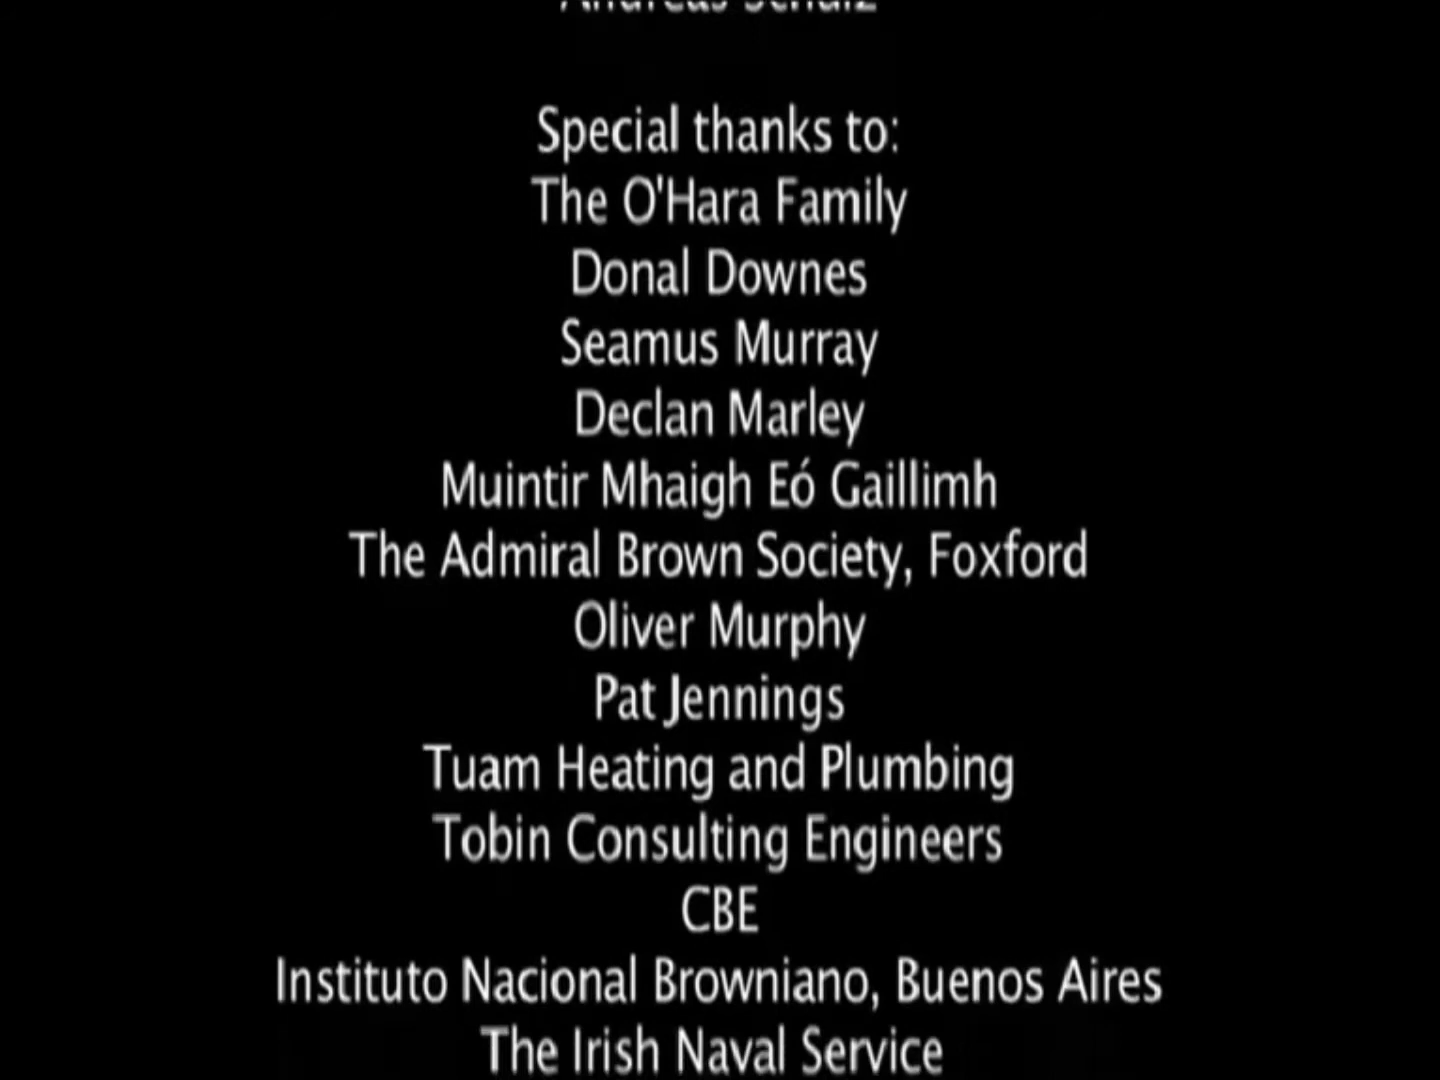 Special thanks to:
The O'Hara Family
Donal Downes
Seamus Murray
Declan Marley
Muintir Mhaigh Eó Gaillimh
The Admiral Brown Society, Foxford
Oliver Murphy
Pat Jennings
Tuam Heating and Plumbing
Tobin Consulting Engineers
CBE
Instituto Nacional Browniano, Buenos Aires
The Irish Naval Service